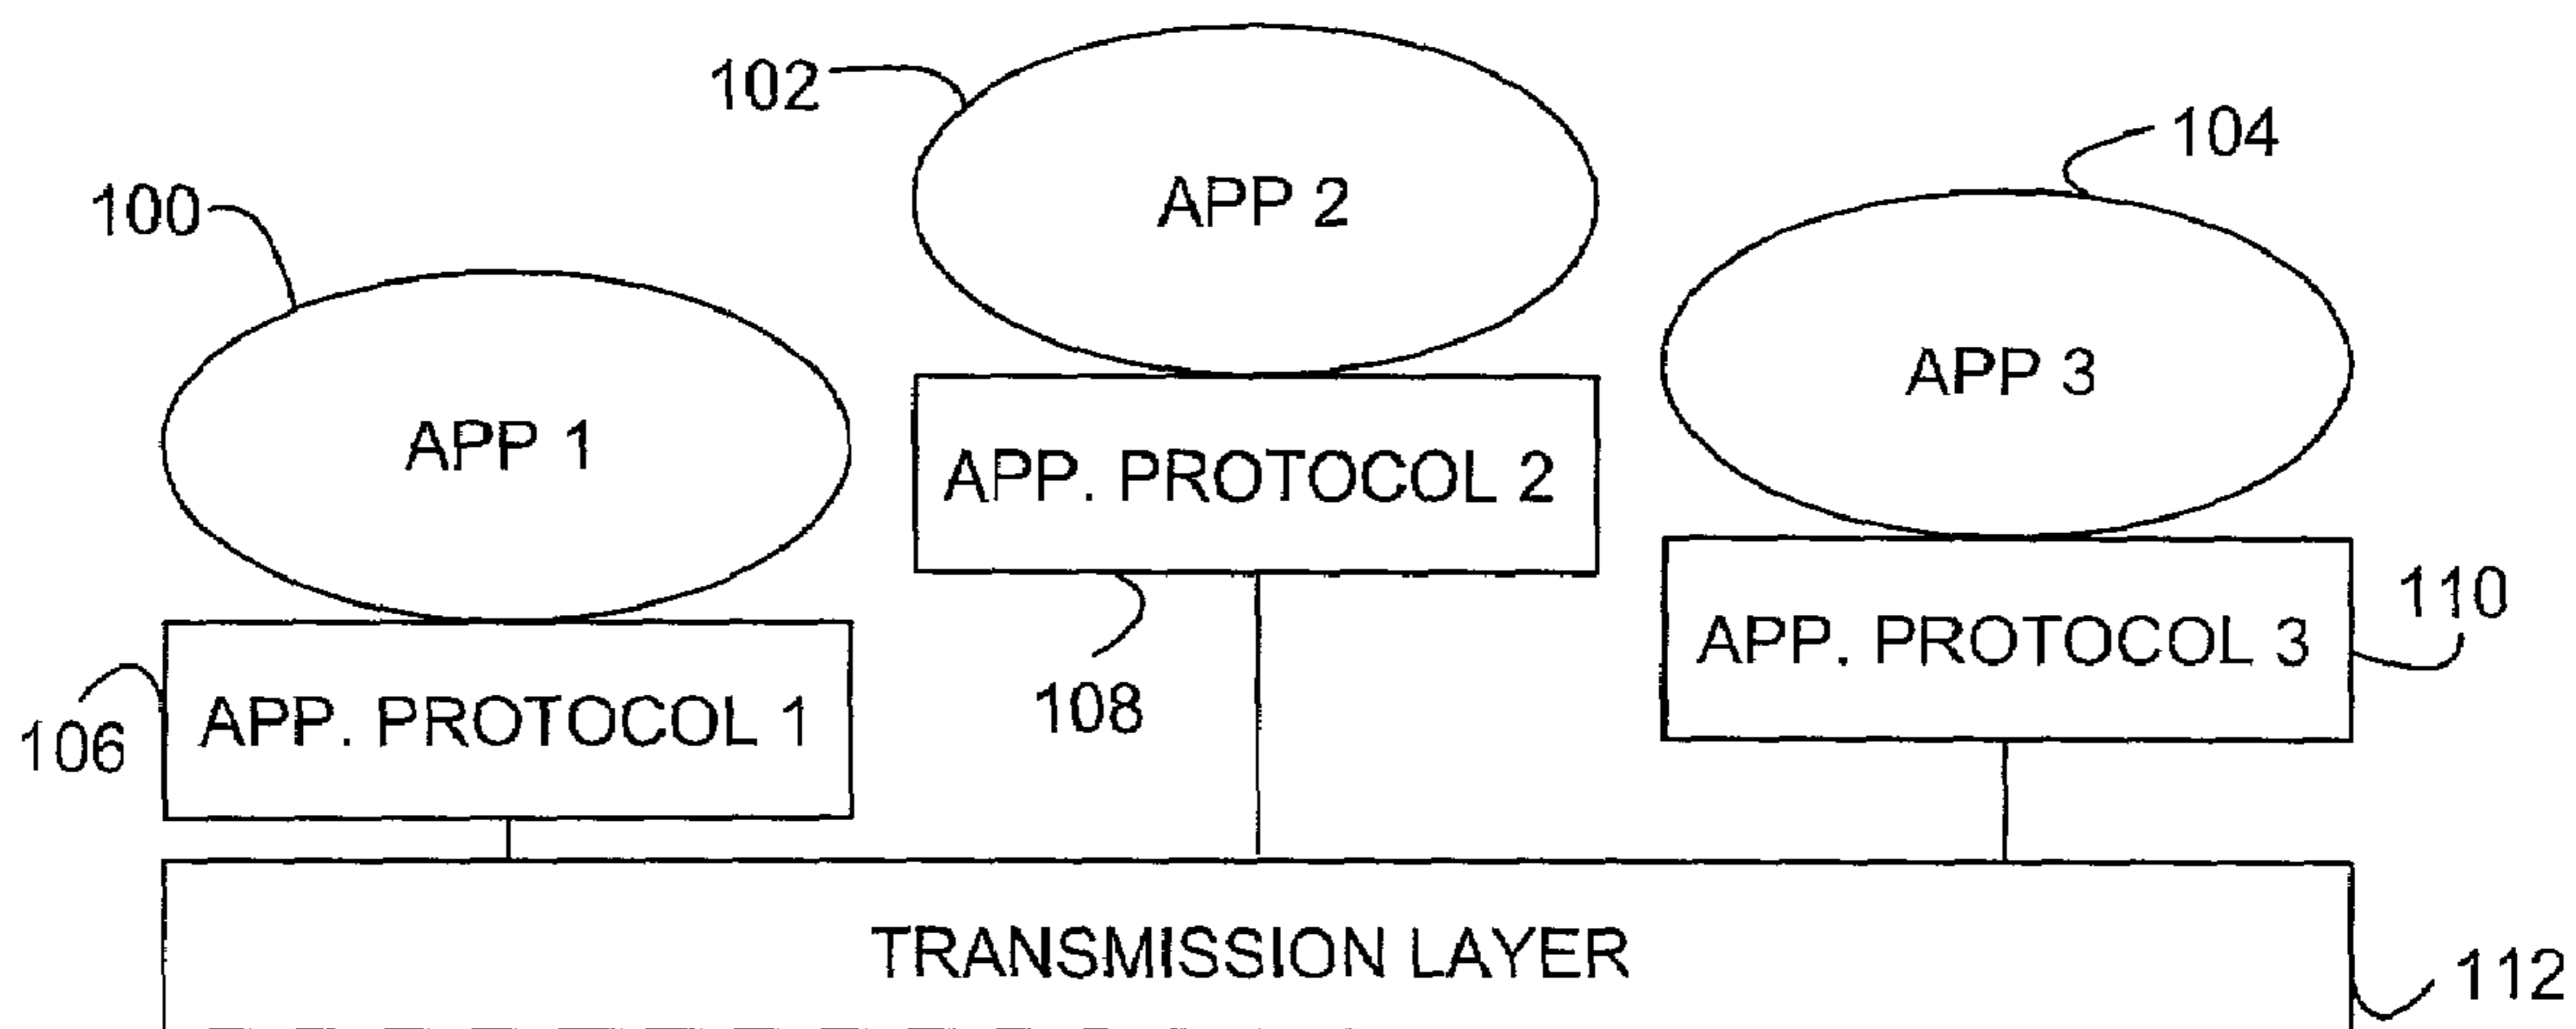 102
APP 2
104
100
APP 3
APP 1
APP. PROTOCOL 2
110
APP. PROTOCOL 3
108
106
APP. PROTOCOL 1
TRANSMISSION LAYER
112